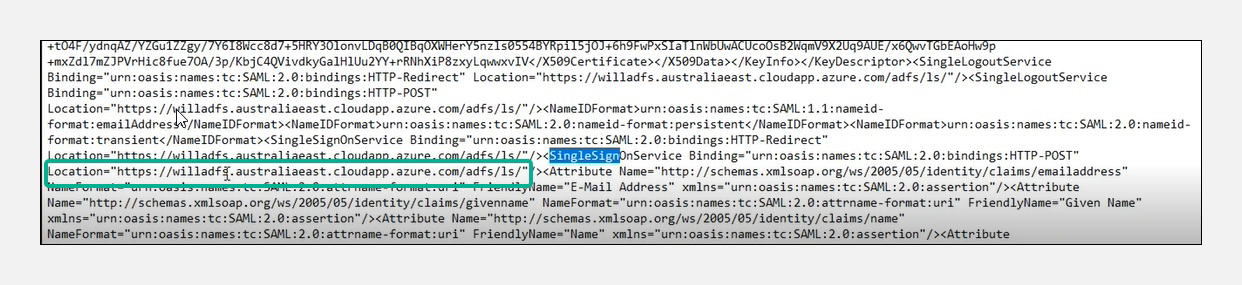 +tO4F/ydnqAZ/YZGu1ZZgy/7Y6I8Wcc8d7+5HRY3OlonvLDqB0QIBqOXWHerY5nzls0554BYRpil5jOJ+6h9FwPxSIaTlnWbUwACUcoOsB2WqmV9X2Uq9AUE/x6QwvTGbEAoHw9p
+mxZdl7mZJPVrHic8fue7OA/3p/KbjC4QVivdkyGalHlUu2YY+rRNhXiP8zxyLqwwxvIV</X509Certificate></X509Data></KeyInfo></KeyDescriptor><SingleLogoutService
Binding="urn:oasis:names:tc:SAML:2.0:bindings:HTTP-Redirect" Location="https://willadfs.australiaeast.cloudapp.azure.com/adfs/ls/"/><SingleLogoutService
Binding="urn:oasis:names:tc:SAML:2.0:bindings:HTTP-POST"
Location="https://willadfs.australiaeast.cloudapp.azure.com/adfs/ls/"/><NameIDFormat>urn:oasis:names:tc:SAML:1.1:nameid-
format:emailAddress</NameIDFormat><NameIDFormat>urn:oasis:names:tc:SAML:2.0:nameid-format:persistent</NameIDFormat><NameIDFormat>urn:oasis:names:tc:SAML:2.0:nameid-
format:transient</NameIDFormat><SingleSignOnService Binding="urn:oasis:names:tc:SAML:2.0:bindings:HTTP-Redirect"
Location="https://willadfs.australiaeast.cloudapp.azure.com/adfs/ls/"/><SingleSignOnService Binding="urn:oasis:names:tc:SAML:2.0:bindings:HTTP-POST"
Location="https://willadfs.australiaeast.cloudapp.azure.com/adfs/ls/"/><Attribute Name="http://schemas.xmlsoap.org/ws/2005/05/identity/claims/emailaddress"
NameFormat="urn:oasis:names:tc:SAML:2.0:attrname-format:uri" FriendlyName="E-Mail Address" xmlns="urn:oasis:names:tc:SAML:2.0:assertion"/><Attribute
Name="http://schemas.xmlsoap.org/ws/2005/05/identity/claims/givenname" NameFormat="urn:oasis:names:tc:SAML:2.0:attrname-format:uri" FriendlyName="Given Name"
xmlns="urn:oasis:names:tc:SAML:2.0:assertion"/><Attribute Name="http://schemas.xmlsoap.org/ws/2005/05/identity/claims/name"
NameFormat="urn:oasis:names:tc:SAML:2.0:attrname-format:uri" FriendlyName="Name" xmlns="urn:oasis:names:tc:SAML:2.0:assertion"/><Attribute